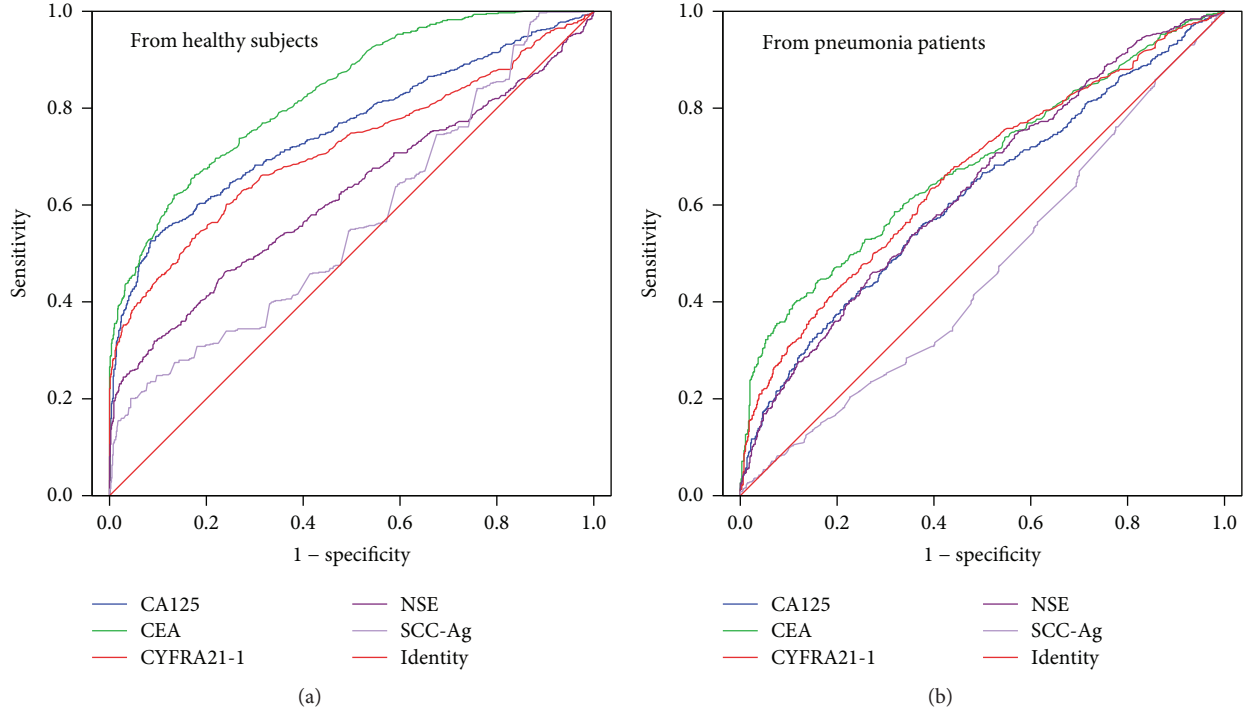 From healthy subjects
1.0
0.8
0.6
0.4
0.2
0.0
Sensitivity
0.0 0.2 0.4 0.6 0.8 1.0
1 − specificity
CA125 NSE
CEA SCC-Ag
CYFRA21-1 Identity
(a)
From pneumonia patients
1.0
0.8
0.6
0.4
0.2
0.0
Sensitivity
0.0 0.2 0.4 0.6 0.8 1.0
1 − specificity
CA125 NSE
CEA SCC-Ag
CYFRA21-1 Identity
(b)